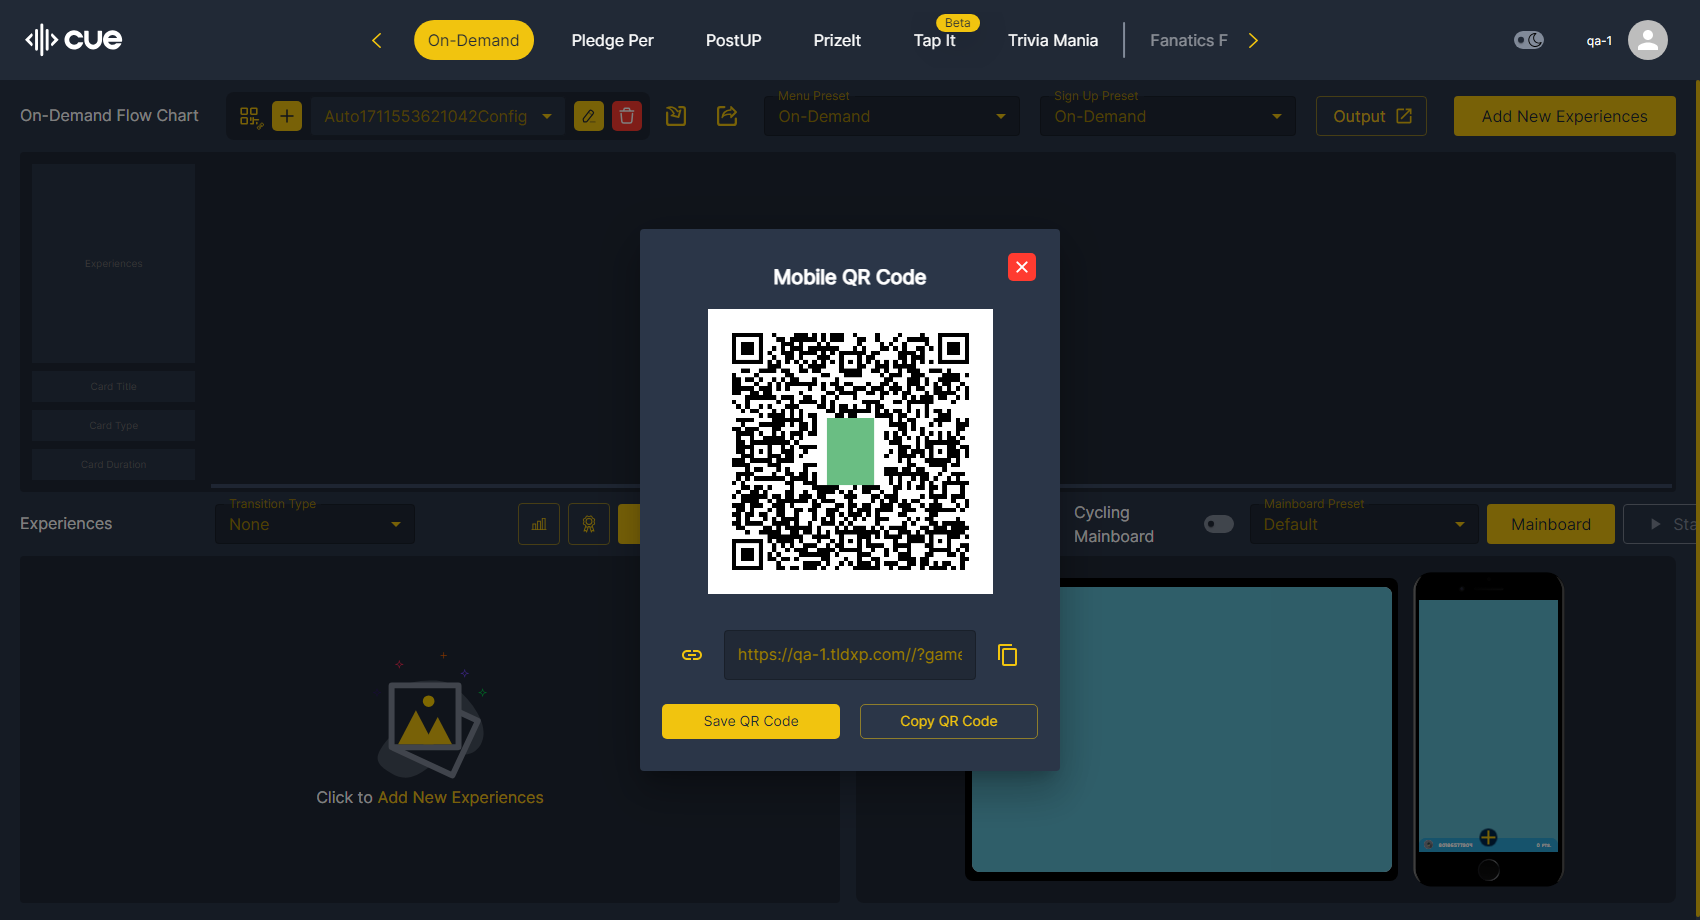 cue
On-Demand
Pledge Per
PostUP
PrizeIt
Beta
Tap It
Trivia Mania
Fanatics F
qa-1
On-Demand Flow Chart
Auto1711553621042Config
Menu Preset
On-Demand
Sign Up Preset
On-Demand
Output
Add New Experiences
Experiences
Card Title
Card Type
Card Duration
Mobile QR Code
https://qa-1.tldxp.com//?game
Save QR Code
Copy QR Code
Experiences
Transition Type
None
Cycling
Mainboard
Mainboard Preset
Default
Mainboard
Sta
Click to Add New Experiences
0 PTS.